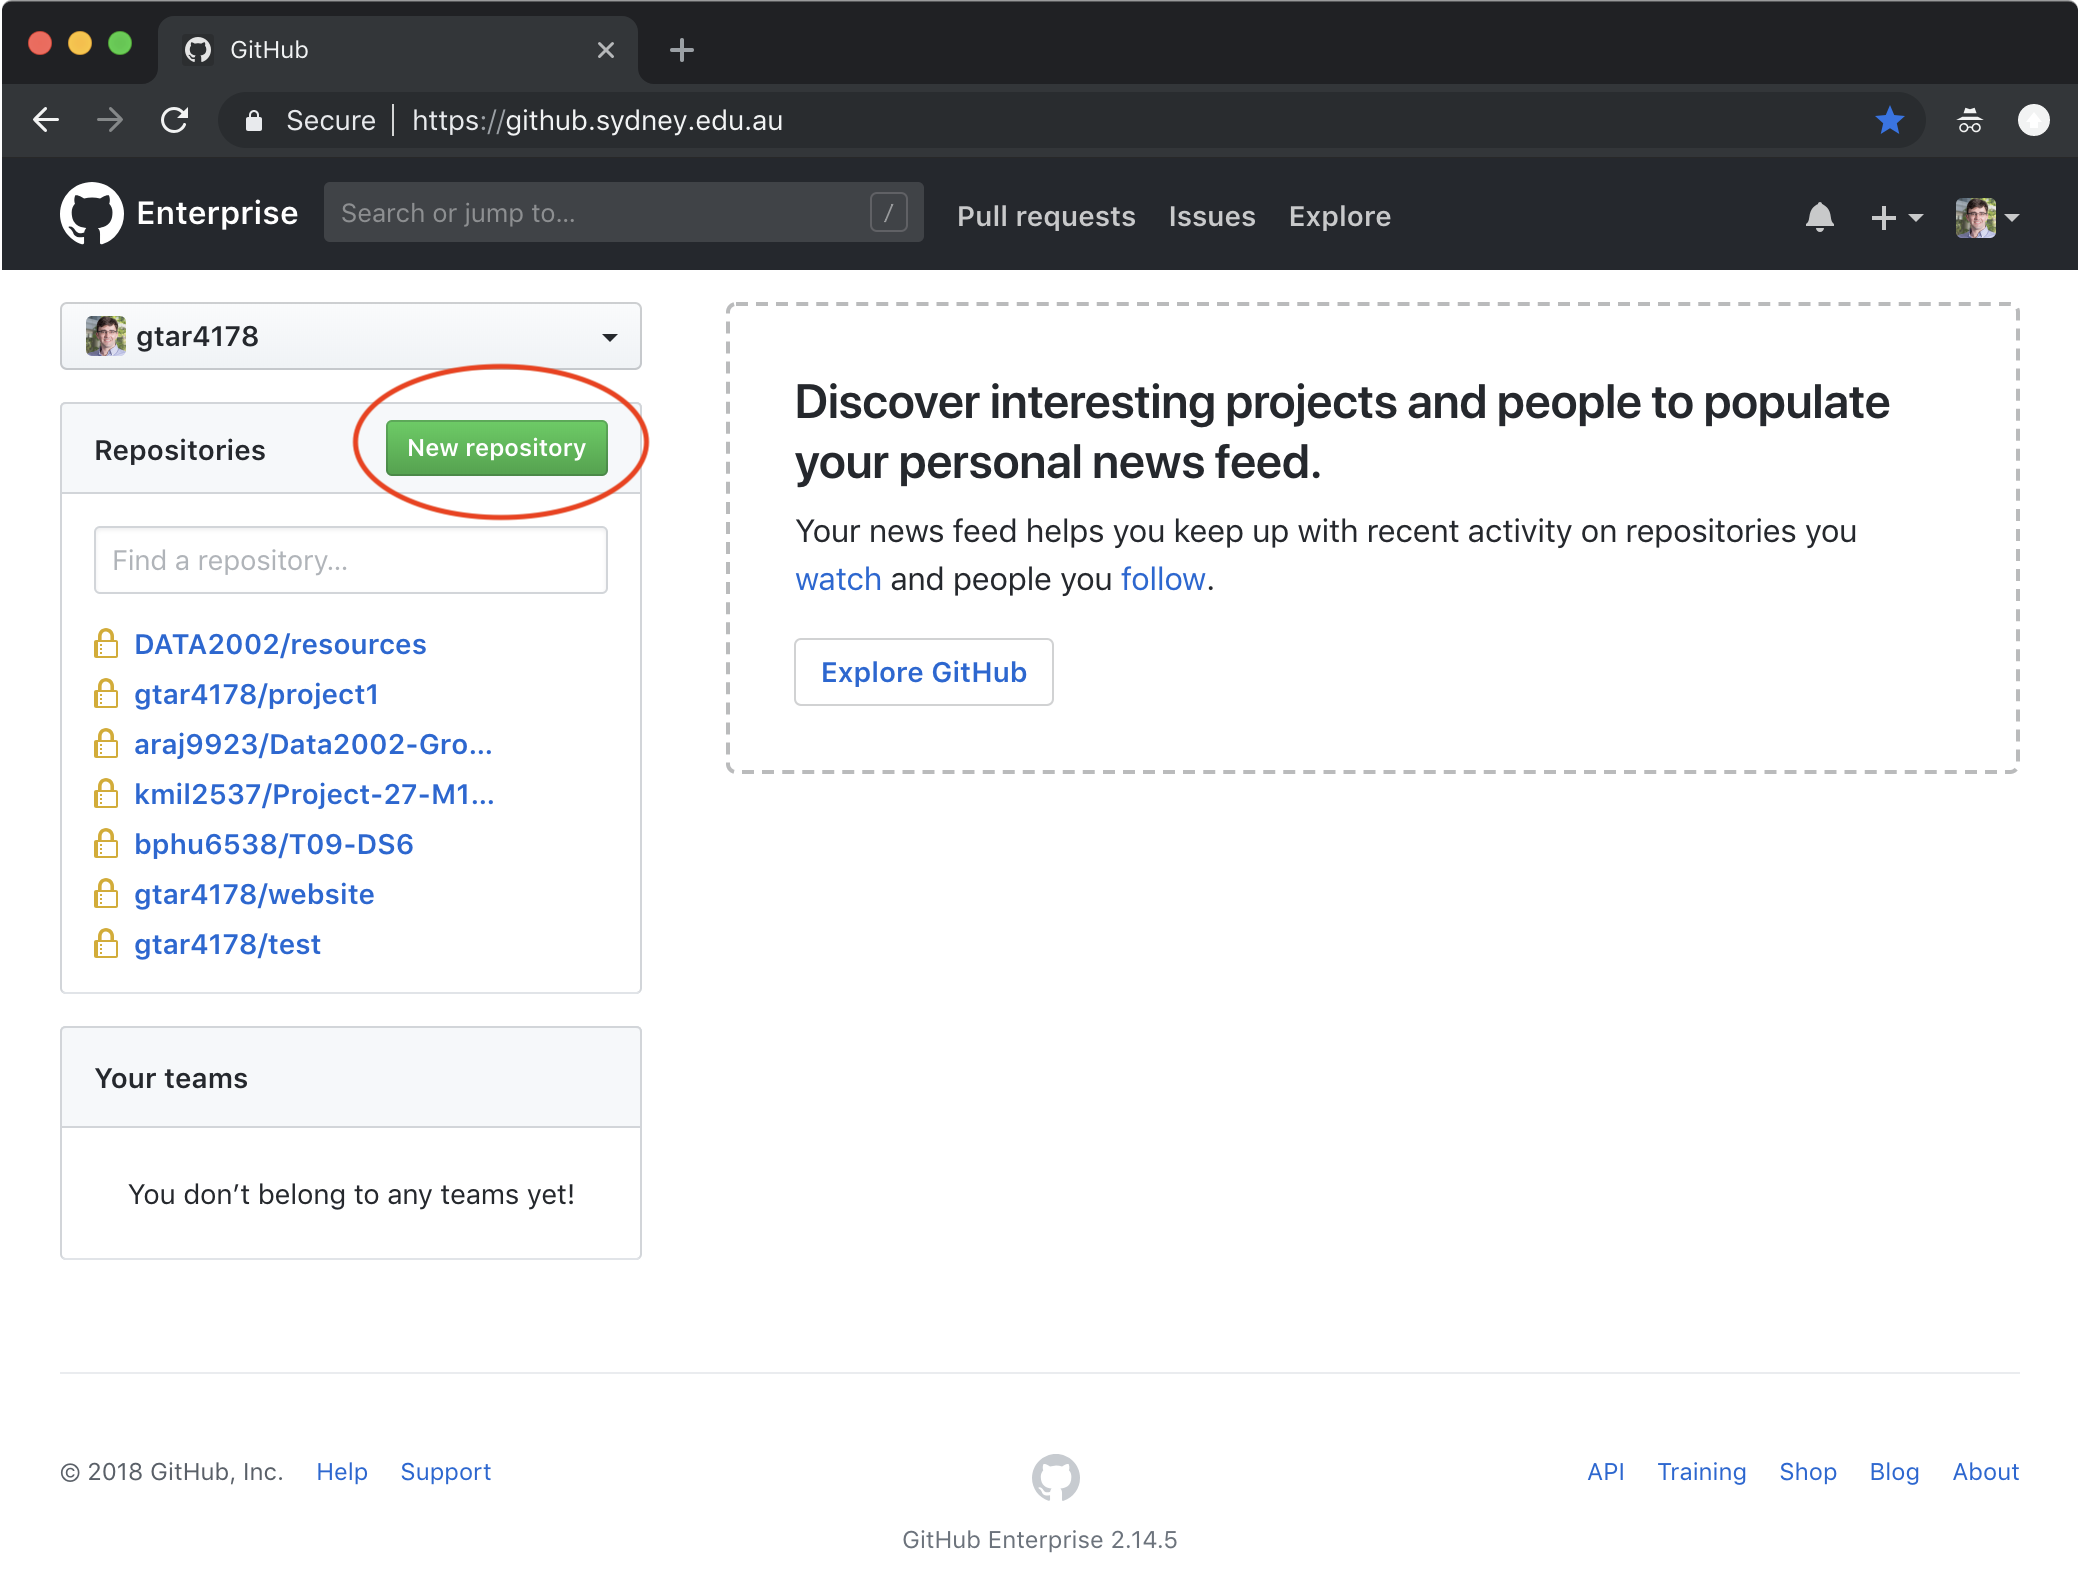 GitHub
Secure https://github.sydney.edu.au
Enterprise Search or jump to... / Pull requests Issues Explore
gtar4178
Repositories New repository
Find a repository...
DATA2002/resources
gtar4178/project1
araj9923/Data2002-Gro...
kmil2537/Project-27-M1...
bphu6538/T09-DS6
gtar4178/website
gtar4178/test
Your teams
You don’t belong to any teams yet!
Discover interesting projects and people to populate
your personal news feed.
Your news feed helps you keep up with recent activity on repositories you
watch and people you follow.
Explore GitHub
© 2018 GitHub, Inc. Help Support
API Training Shop Blog About
GitHub Enterprise 2.14.5